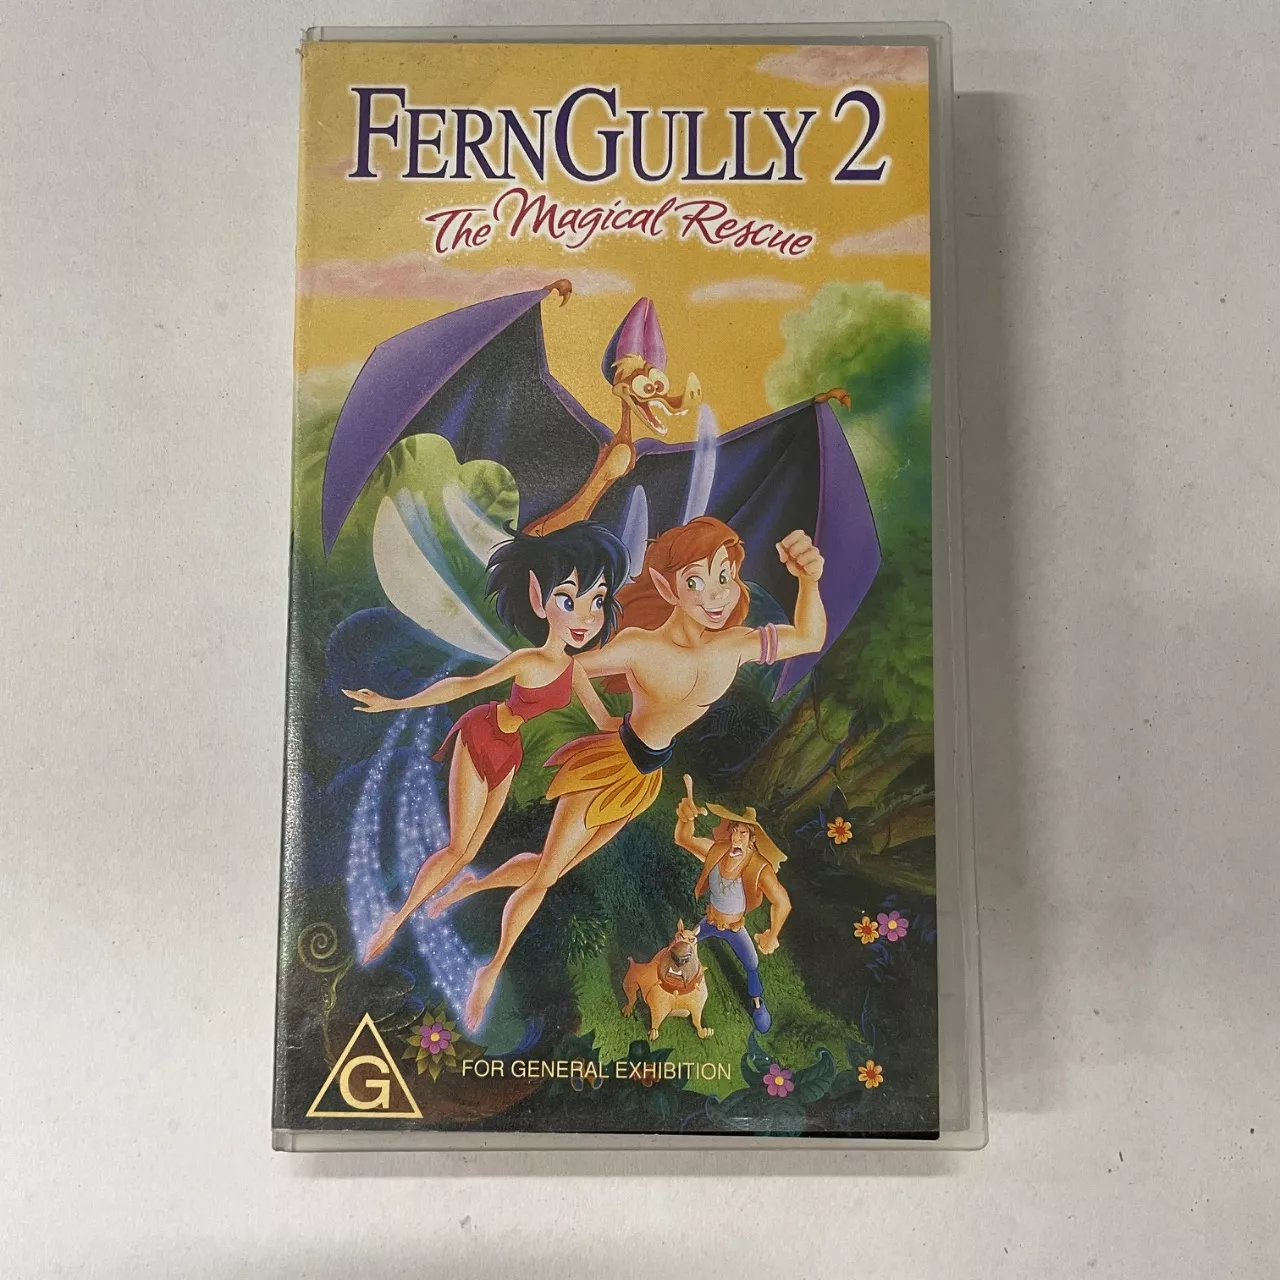 FERNGULLY 2
The Magical Rescue
G
FOR GENERAL EXHIBITION